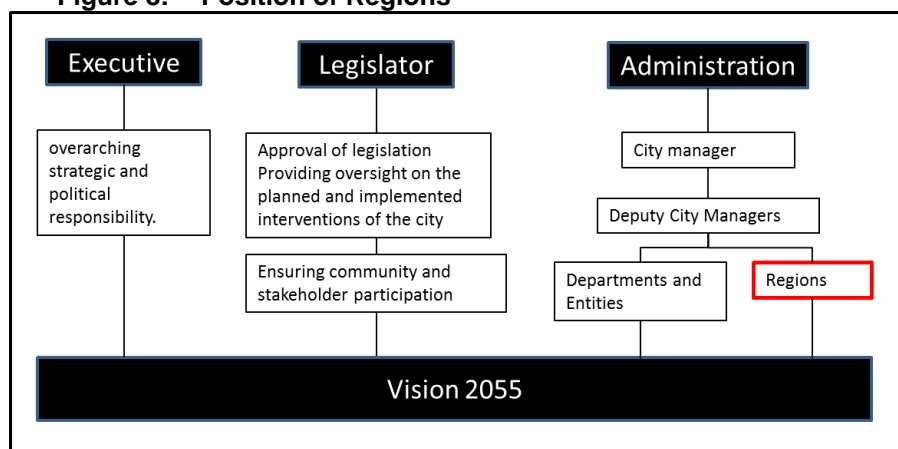 Figure 3: Position of Regions
Executive
Legislator
Administration
overarching
strategic and
political
responsibility.
Approval of legislation
Providing oversight on the
planned and implemented
interventions of the city
Ensuring community and
stakeholder participation
City manager
Deputy City Managers
Departments and
Entities
Regions
Vision 2055